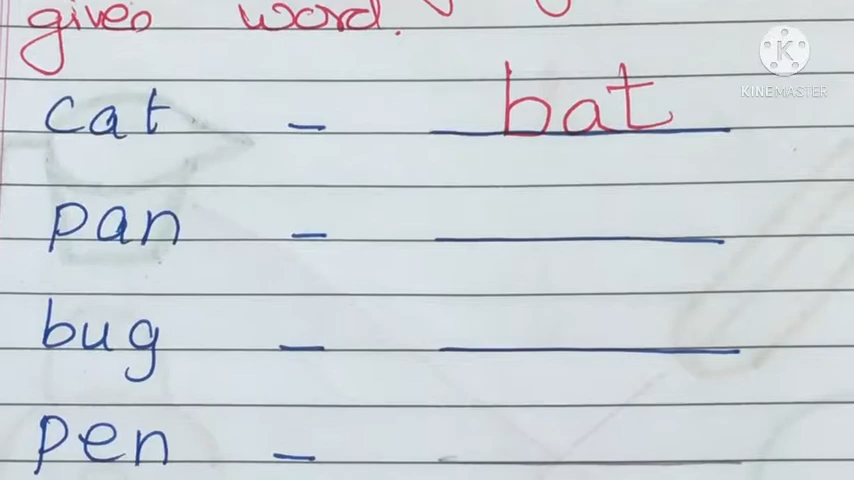 given word.
cat - bat
pan -
bug -
pen -
K
KINEMASTER